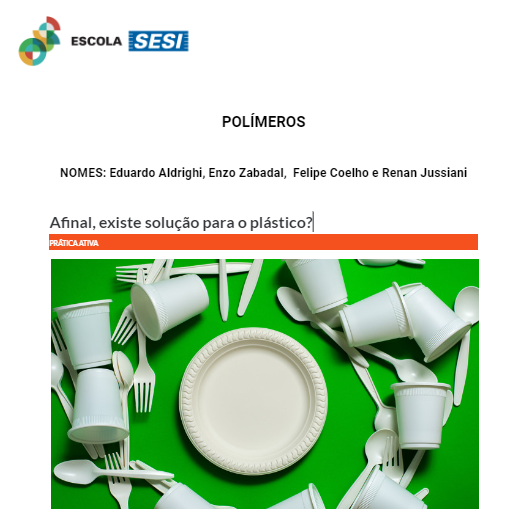 ESCOLA SESI
POLÍMEROS
NOMES: Eduardo Aldrighi, Enzo Zabadal, Felipe Coelho e Renan Jussiani
Afinal, existe solução para o plástico?
PRÁTICA ATIVA